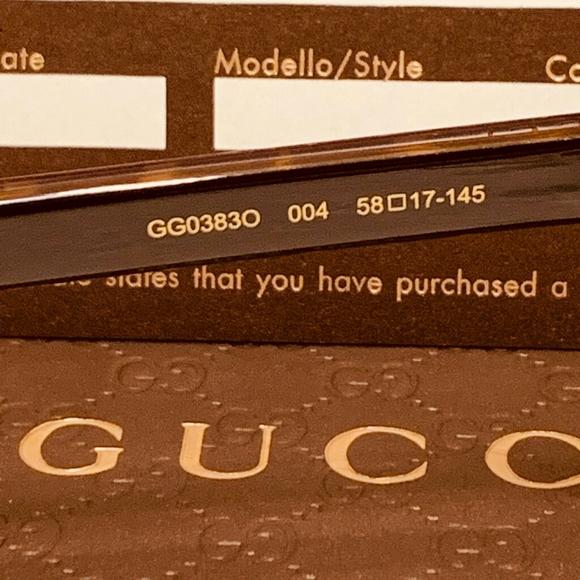 ate Modello/Style Co
GG0383O 004 58□17-145
states that you have purchased a
GUCC